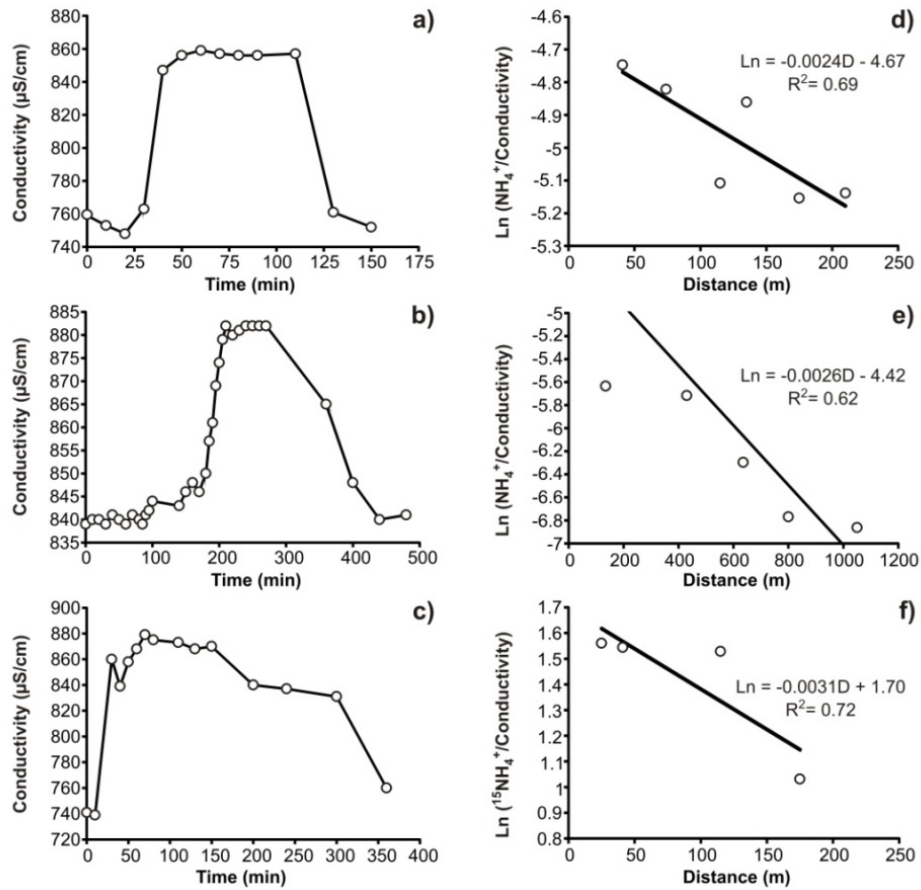 a)
Conductivity (µS/cm)
880
860
840
820
800
780
760
740
0 25 50 75 100 125 150 175
Time (min)
d)
Ln (NH₄⁺/Conductivity)
-4.6
-4.7
-4.8
-4.9
-5
-5.1
-5.2
-5.3
Ln = -0.0024D - 4.67
R²= 0.69
0 50 100 150 200 250
Distance (m)
b)
Conductivity (µS/cm)
885
880
875
870
865
860
855
850
845
840
835
0 100 200 300 400 500
Time (min)
e)
Ln (NH₄⁺/Conductivity)
-5
-5.2
-5.4
-5.6
-5.8
-6
-6.2
-6.4
-6.6
-6.8
-7
Ln = -0.0026D - 4.42
R²= 0.62
0 200 400 600 800 1000 1200
Distance (m)
c)
Conductivity (µS/cm)
900
880
860
840
820
800
780
760
740
720
0 50 100 150 200 250 300 350 400
Time (min)
f)
Ln (¹⁵NH₄⁺/Conductivity)
1.7
1.6
1.5
1.4
1.3
1.2
1.1
1
0.9
0.8
Ln = -0.0031D + 1.70
R²= 0.72
0 50 100 150 200 250
Distance (m)